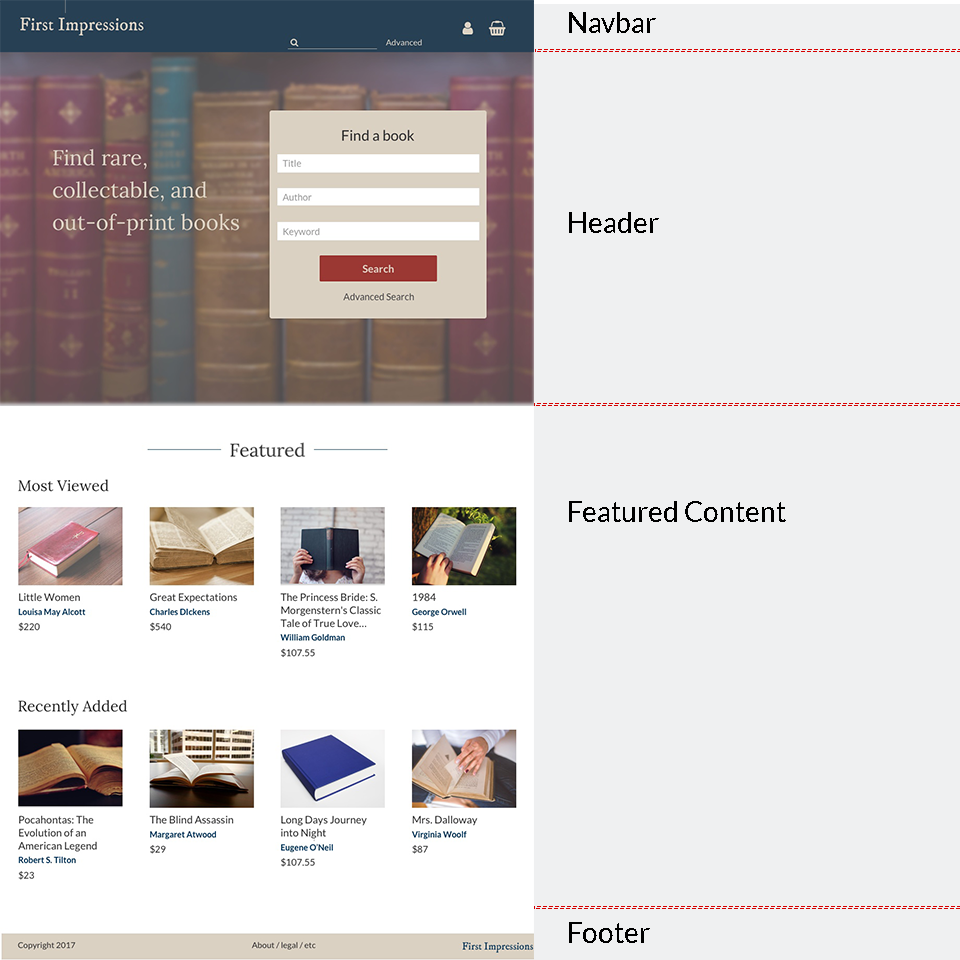 First Impressions
Advanced
Navbar
Find a book
Title
Author
Keyword
Search
Advanced Search
Find rare,
collectable, and
out-of-print books
Header
Featured
Most Viewed
Little Women
Louisa May Alcott
$220
Great Expectations
Charles DIckens
$540
The Princess Bride: S.
Morgenstern's Classic
Tale of True Love...
William Goldman
$107.55
1984
George Orwell
$115
Featured Content
Recently Added
Pocahontas: The
Evolution of an
American Legend
Robert S. Tilton
$23
The Blind Assassin
Margaret Atwood
$29
Long Days Journey
into Night
Eugene O'Neil
$107.55
Mrs. Dalloway
Virginia Woolf
$87
Copyright 2017
About / legal / etc
First Impressions
Footer